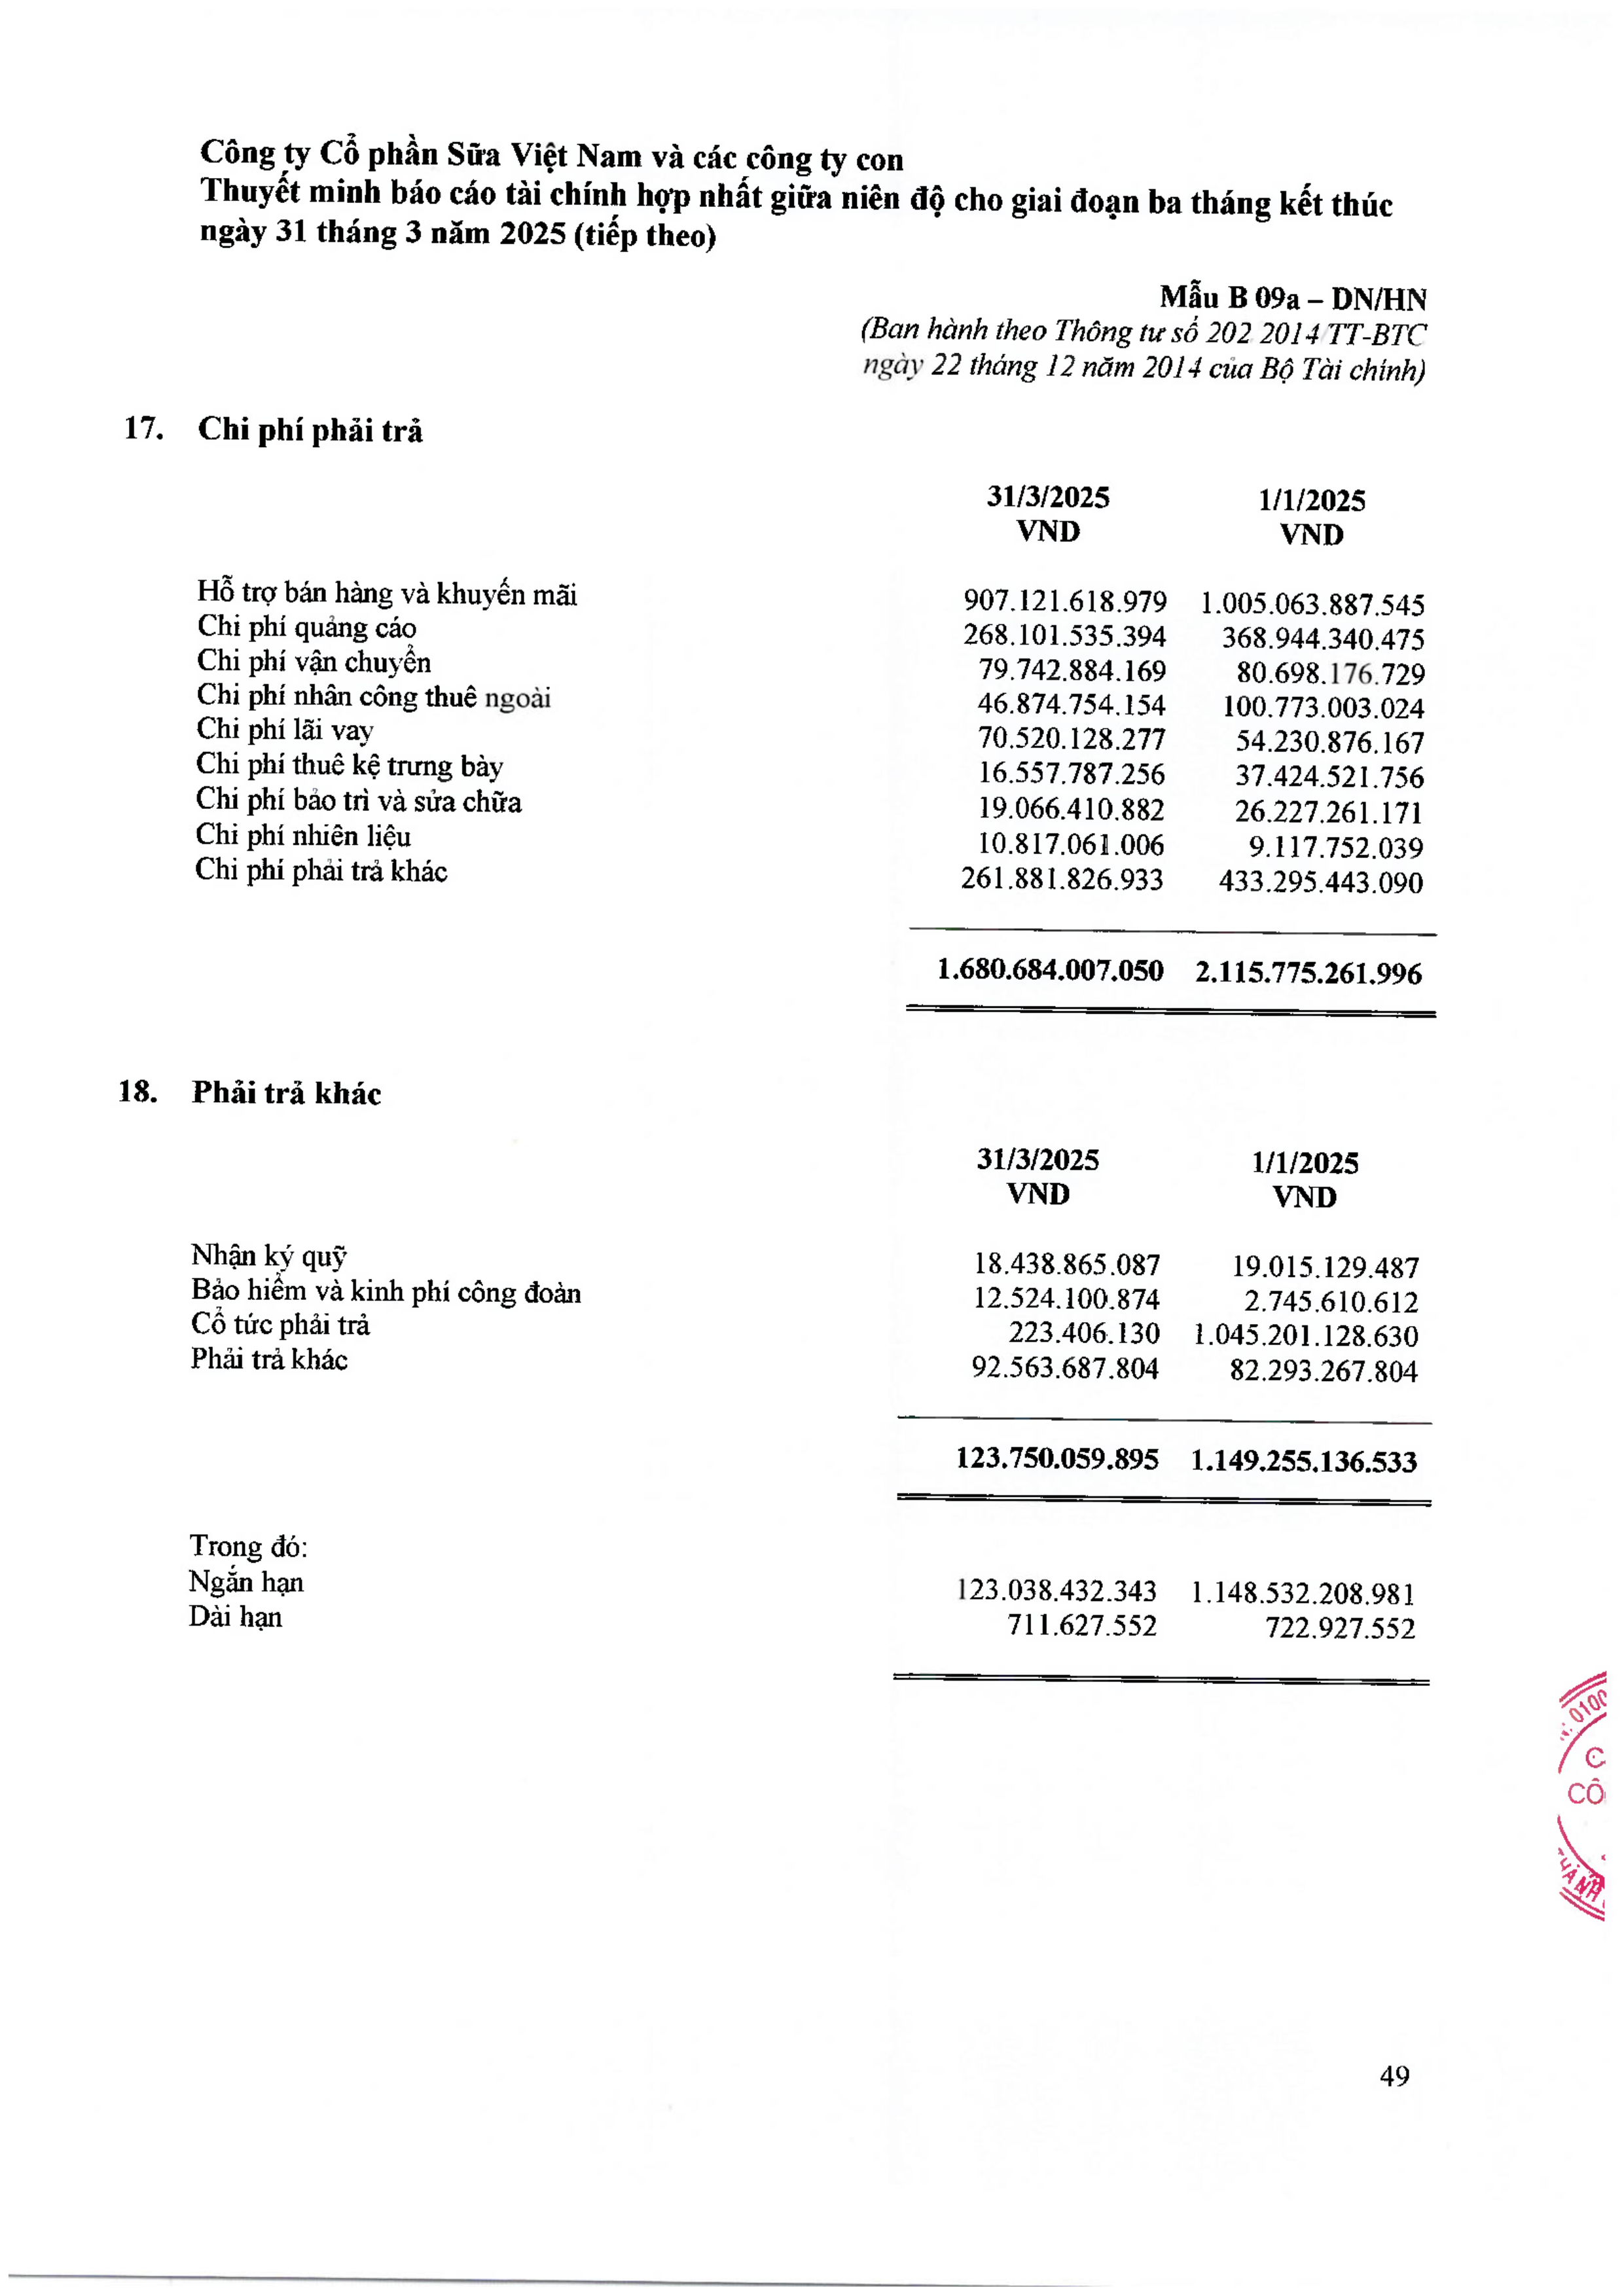 Công ty Cổ phần Sữa Việt Nam và các công ty con
Thuyết minh báo cáo tài chính hợp nhất giữa niên độ cho giai đoạn ba tháng kết thúc
ngày 31 tháng 3 năm 2025 (tiếp theo)
Mẫu B 09a – DN/HN
(Ban hành theo Thông tư số 202 2014 TT-BTC
ngày 22 tháng 12 năm 2014 của Bộ Tài chính)
17. Chi phí phải trả
31/3/2025 1/1/2025
VND VND
Hỗ trợ bán hàng và khuyến mãi 907.121.618.979 1.005.063.887.545
Chi phí quảng cáo 268.101.535.394 368.944.340.475
Chi phí vận chuyển 79.742.884.169 80.698.176.729
Chi phí nhân công thuê ngoài 46.874.754.154 100.773.003.024
Chi phí lãi vay 70.520.128.277 54.230.876.167
Chi phí thuê kệ trưng bày 16.557.787.256 37.424.521.756
Chi phí bảo trì và sửa chữa 19.066.410.882 26.227.261.171
Chi phí nhiên liệu 10.817.061.006 9.117.752.039
Chi phí phải trả khác 261.881.826.933 433.295.443.090
1.680.684.007.050 2.115.775.261.996
18. Phải trả khác
31/3/2025 1/1/2025
VND VND
Nhận ký quỹ 18.438.865.087 19.015.129.487
Bảo hiểm và kinh phí công đoàn 12.524.100.874 2.745.610.612
Cổ tức phải trả 223.406.130 1.045.201.128.630
Phải trả khác 92.563.687.804 82.293.267.804
123.750.059.895 1.149.255.136.533
Trong đó:
Ngắn hạn 123.038.432.343 1.148.532.208.981
Dài hạn 711.627.552 722.927.552
0100
C
CÔ
THÀNH
49